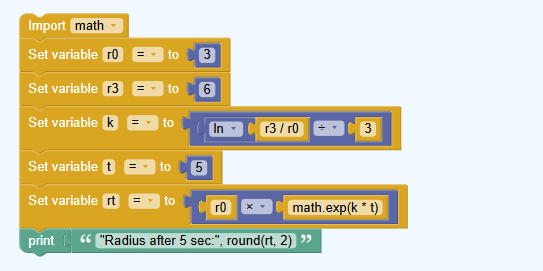 Import math
Set variable r0 = to 3
Set variable r3 = to 6
Set variable k = to ln r3 / r0 ÷ 3
Set variable t = to 5
Set variable rt = to r0 × math.exp(k * t)
print “ "Radius after 5 sec:", round(rt, 2) ”